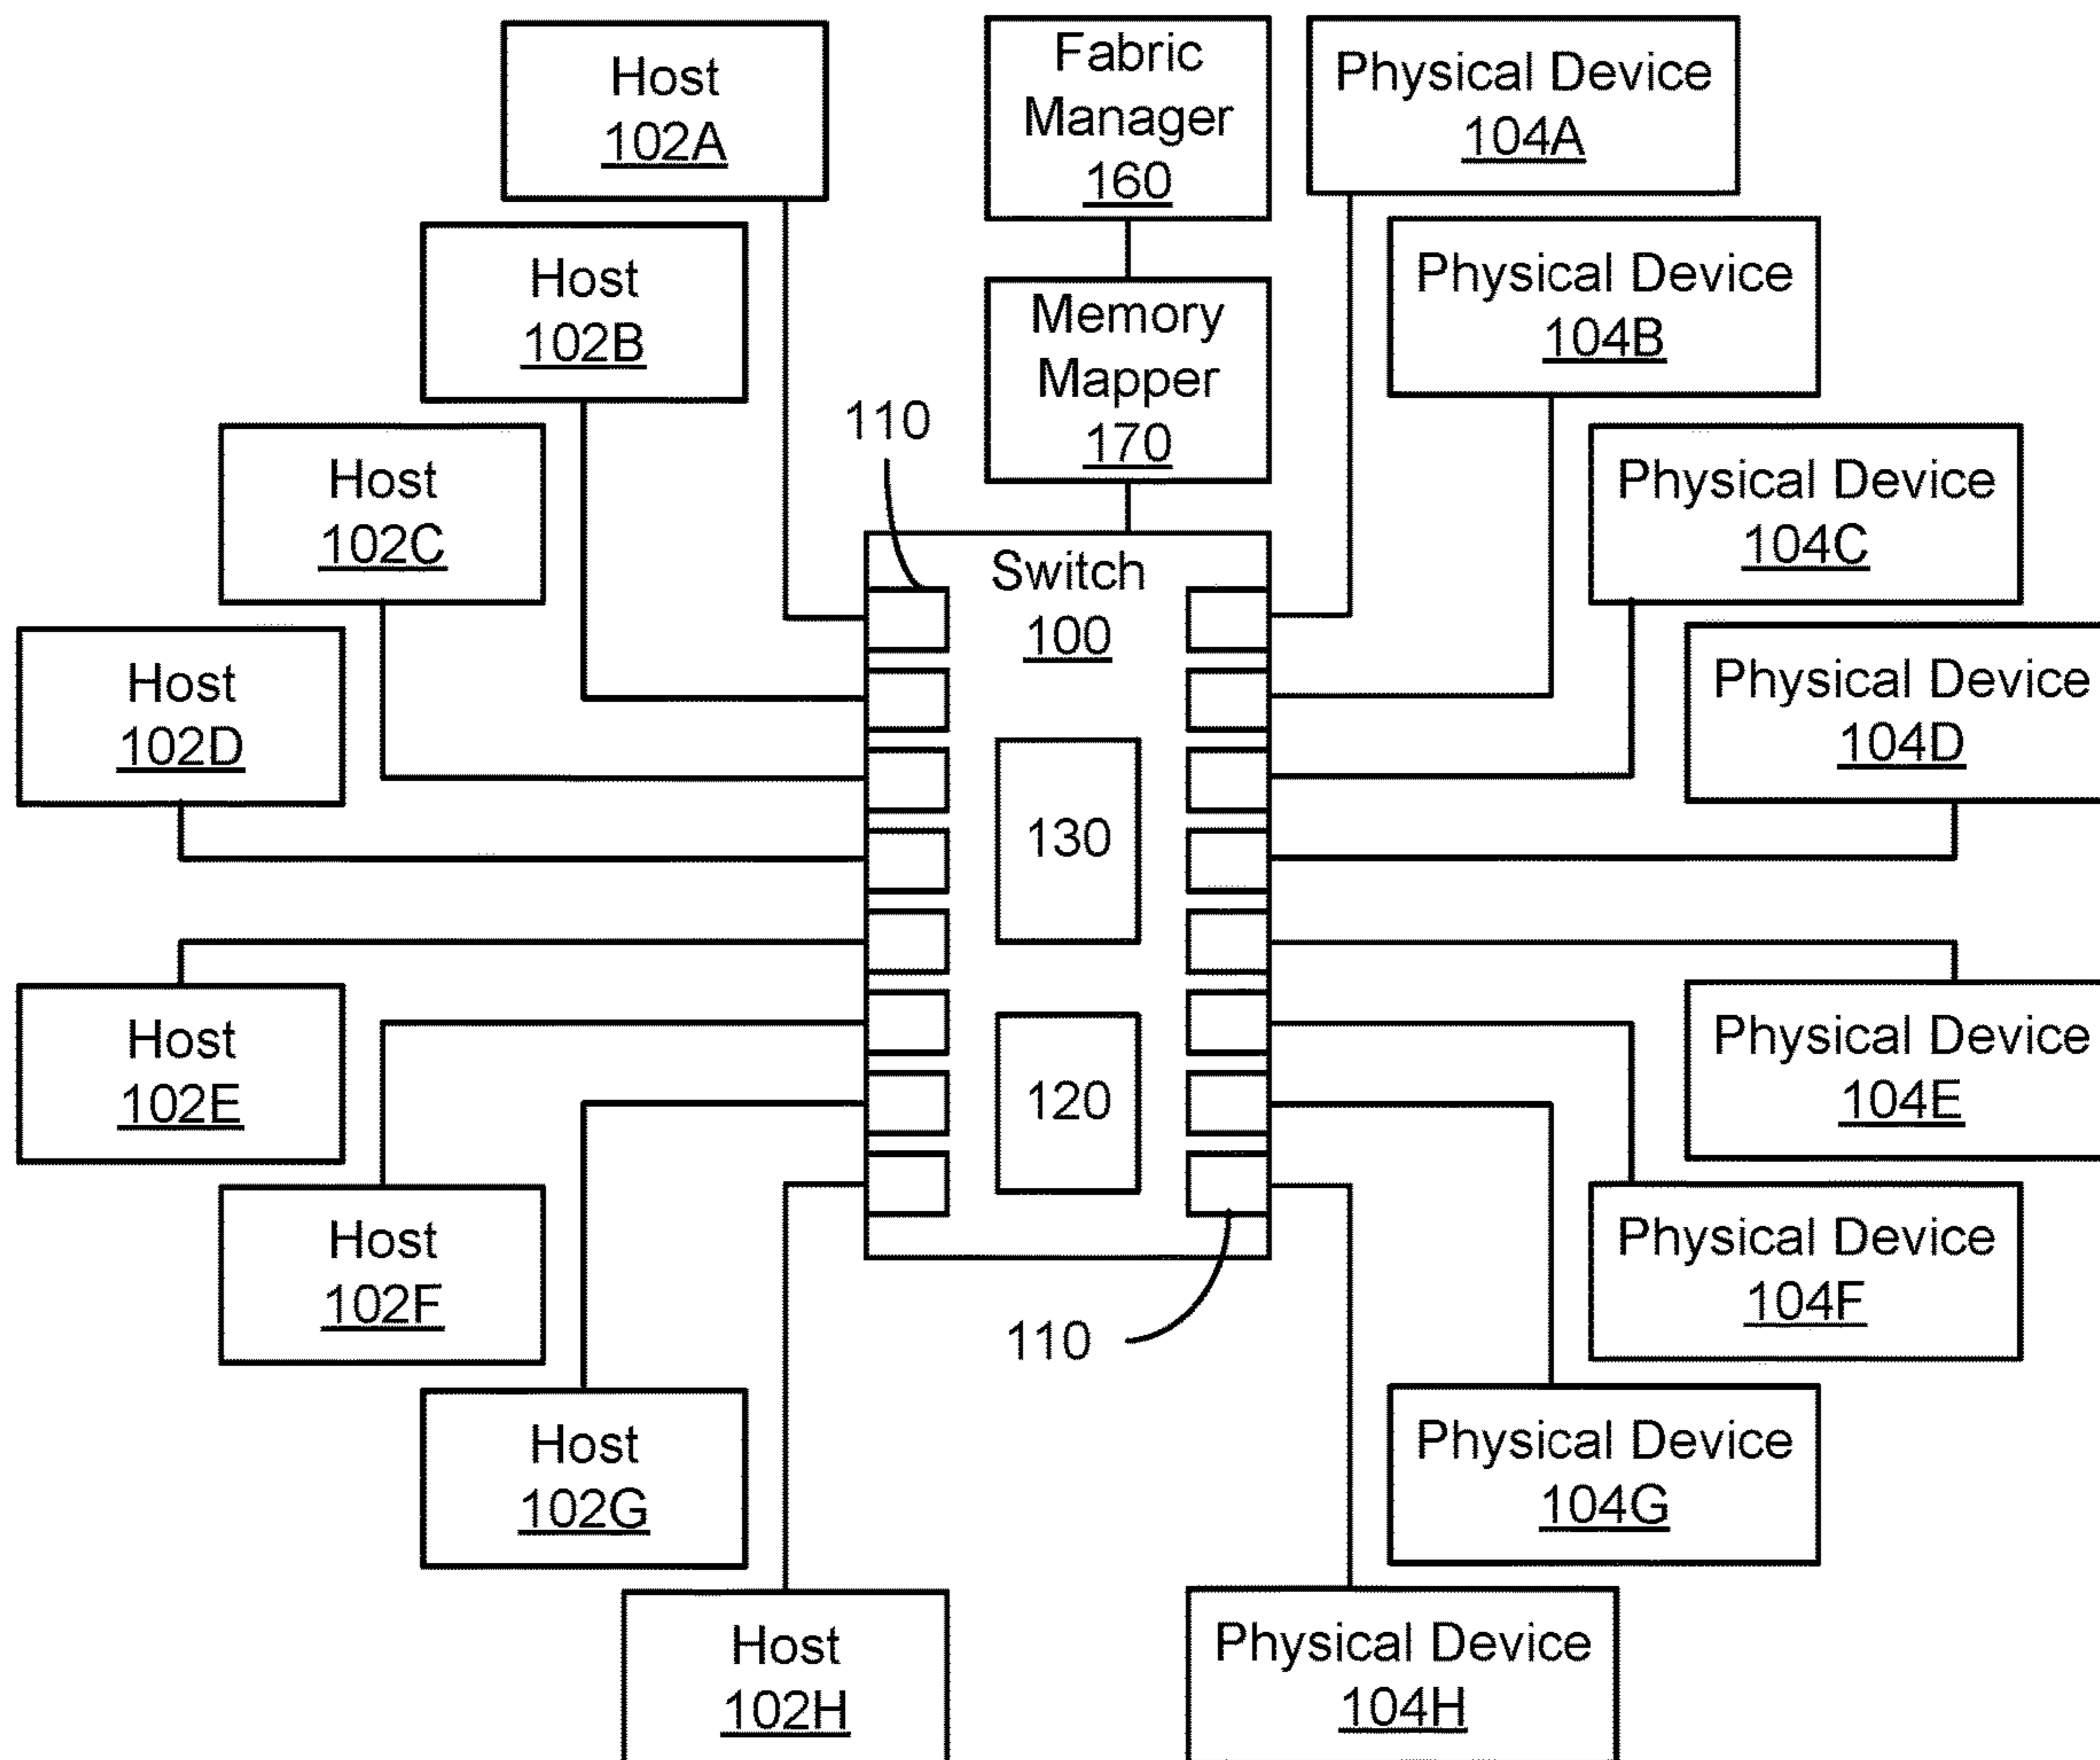 Host
102A
Fabric
Manager
160
Physical Device
104A
Host
102B
Memory
Mapper
170
Physical Device
104B
110
Host
102C
Physical Device
104C
Switch
100
Host
102D
Physical Device
104D
130
Host
102E
Physical Device
104E
120
Host
102F
Physical Device
104F
110
Host
102G
Physical Device
104G
Host
102H
Physical Device
104H